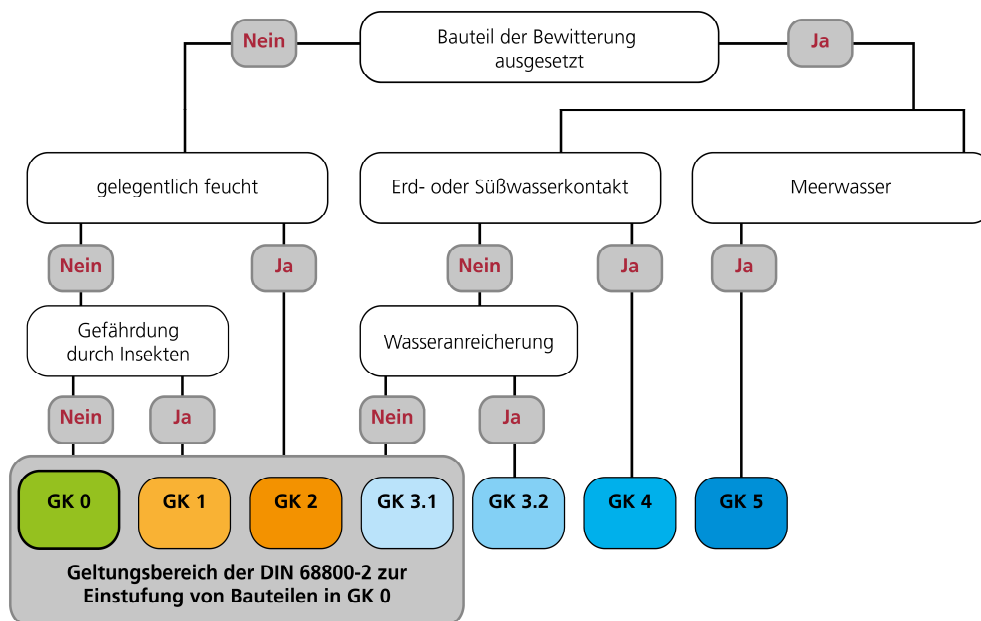 Nein
Bauteil der Bewitterung
ausgesetzt
Ja
gelegentlich feucht
Erd- oder Süßwasserkontakt
Meerwasser
Nein
Ja
Nein
Ja
Ja
Gefährdung
durch Insekten
Wasseranreicherung
Nein
Ja
Nein
Ja
GK 0
GK 1
GK 2
GK 3.1
GK 3.2
GK 4
GK 5
Geltungsbereich der DIN 68800-2 zur
Einstufung von Bauteilen in GK 0